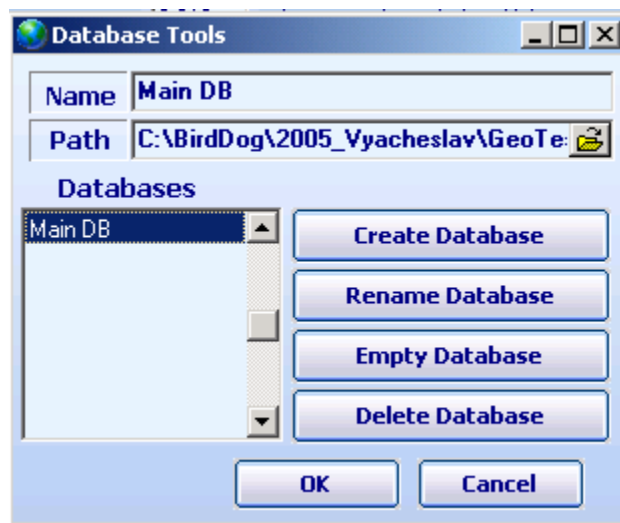 Database Tools
Name Main DB
Path C:\BirdDog\2005_Vyacheslav\GeoTe
Databases
Main DB
Create Database
Rename Database
Empty Database
Delete Database
OK Cancel